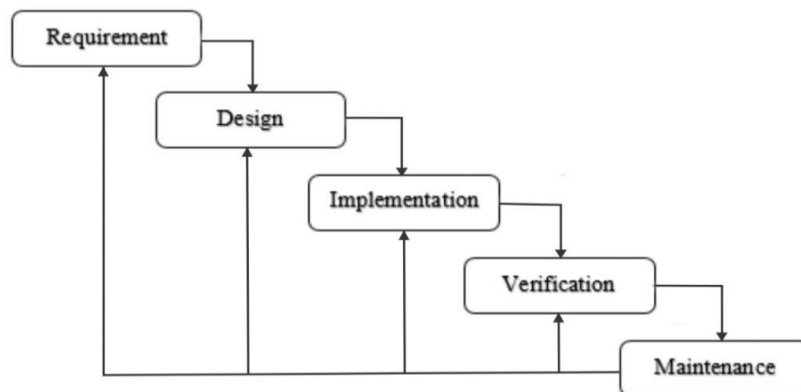 Requirement
Design
Implementation
Verification
Maintenance